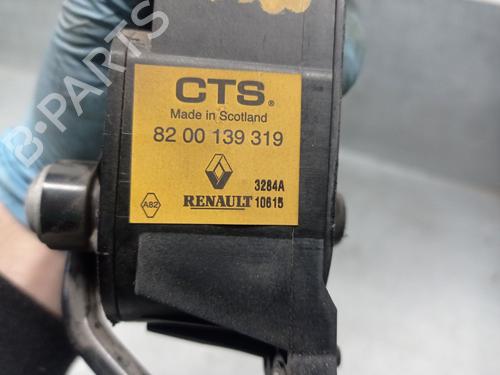 CTS®
Made in Scotland
82 00 139 319
3284A
RENAULT 10615
A82
B-PARTS